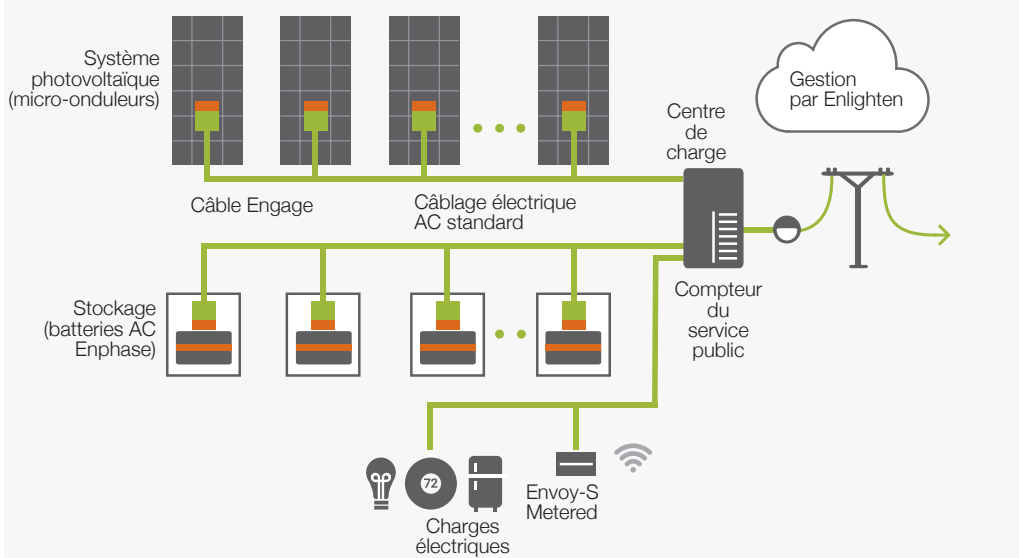 Système
photovoltaïque
(micro-onduleurs)
Gestion
par Enlighten
Centre
de
charge
Câble Engage
Câblage électrique
AC standard
Stockage
(batteries AC
Enphase)
Compteur
du
service
public
72
Envoy-S
Metered
Charges
électriques